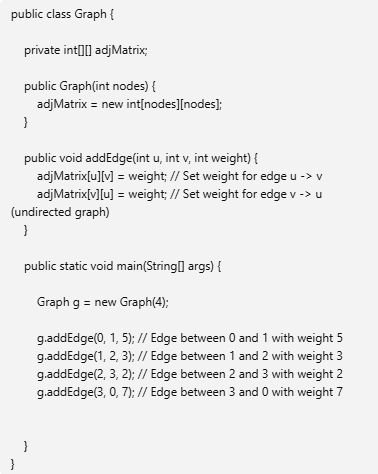 public class Graph {
private int[][] adjMatrix;
public Graph(int nodes) {
adjMatrix = new int[nodes][nodes];
}
public void addEdge(int u, int v, int weight) {
adjMatrix[u][v] = weight; // Set weight for edge u -> v
adjMatrix[v][u] = weight; // Set weight for edge v -> u
(undirected graph)
}
public static void main(String[] args) {
Graph g = new Graph(4);
g.addEdge(0, 1, 5); // Edge between 0 and 1 with weight 5
g.addEdge(1, 2, 3); // Edge between 1 and 2 with weight 3
g.addEdge(2, 3, 2); // Edge between 2 and 3 with weight 2
g.addEdge(3, 0, 7); // Edge between 3 and 0 with weight 7
}
}